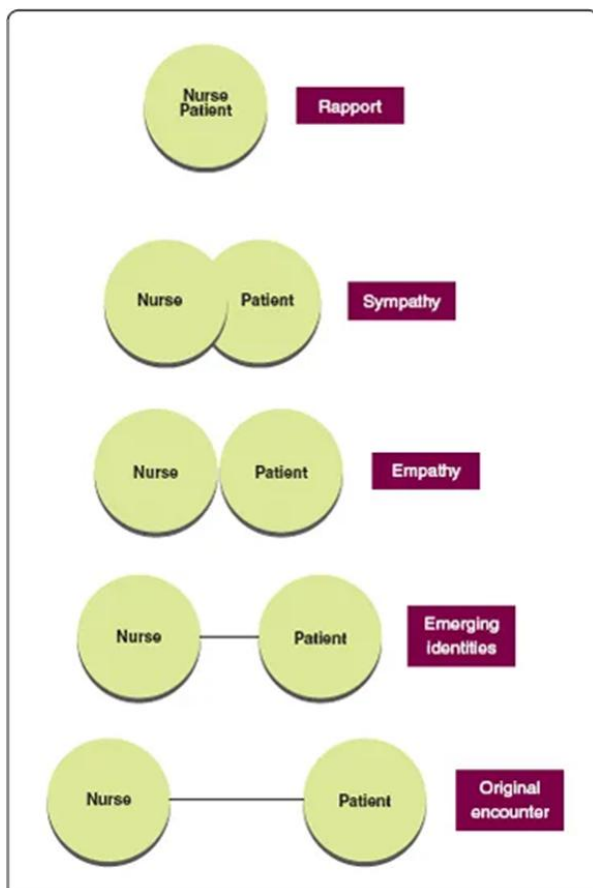 Nurse
Patient
Rapport
Nurse
Patient
Sympathy
Nurse
Patient
Empathy
Nurse
Patient
Emerging
identities
Nurse
Patient
Original
encounter